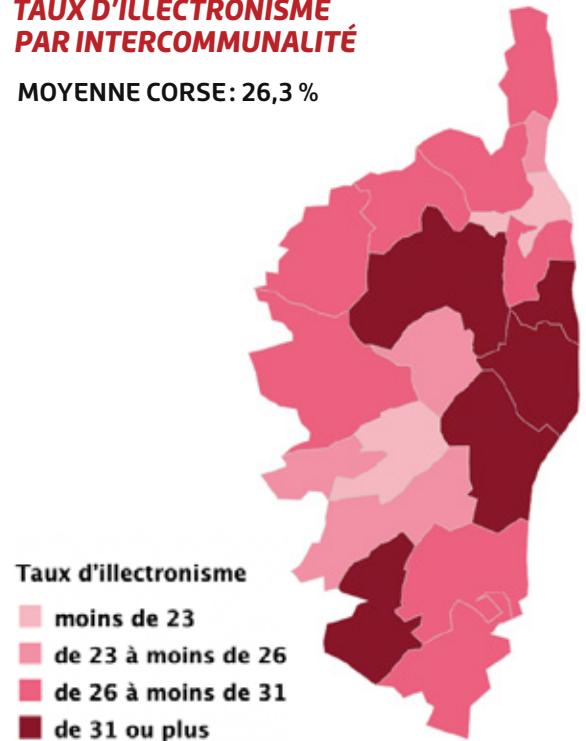 TAUX D'ILLECTRONISME
PAR INTERCOMMUNALITÉ
MOYENNE CORSE : 26,3 %
Taux d'illectronisme
moins de 23
de 23 à moins de 26
de 26 à moins de 31
de 31 ou plus